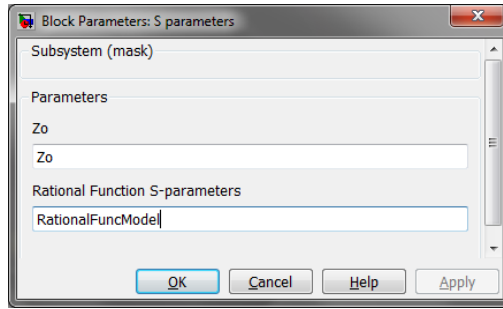 Block Parameters: S parameters
Subsystem (mask)
Parameters
Zo
Zo
Rational Function S-parameters
RationalFuncModel
OK Cancel Help Apply